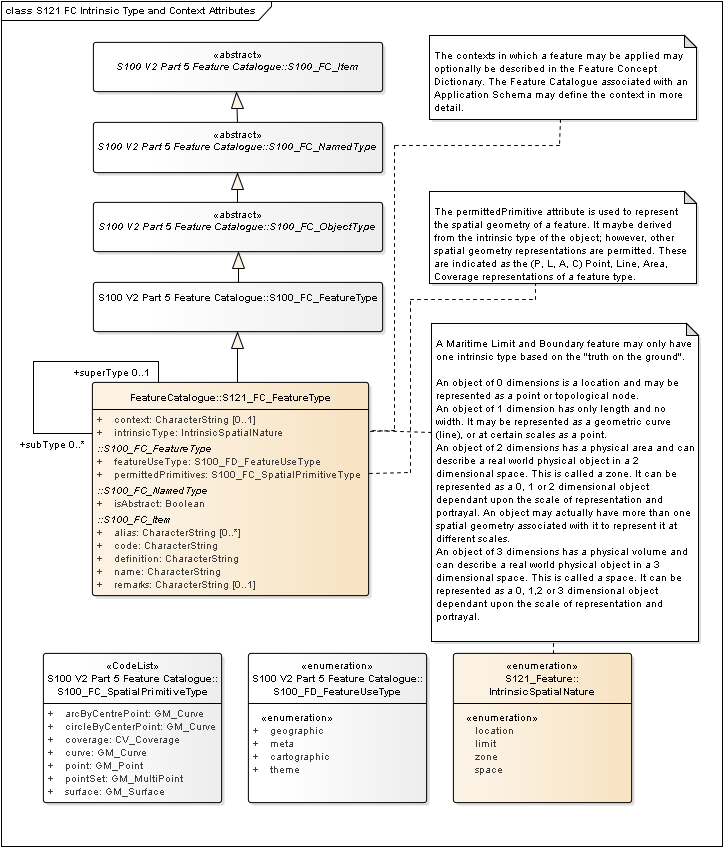 class S121 FC Intrinsic Type and Context Attributes
«abstract»
S100 V2 Part 5 Feature Catalogue::S100_FC_Item
The contexts in which a feature may be applied may
optionally be described in the Feature Concept
Dictionary. The Feature Catalogue associated with an
Application Schema may define the context in more
detail.
«abstract»
S100 V2 Part 5 Feature Catalogue::S100_FC_NamedType
«abstract»
S100 V2 Part 5 Feature Catalogue::S100_FC_ObjectType
The permittedPrimitive attribute is used to represent
the spatial geometry of a feature. It maybe derived
from the intrinsic type of the object; however, other
spatial geometry representations are permitted. These
are indicated as the (P, L, A, C) Point, Line, Area,
Coverage representations of a feature type.
S100 V2 Part 5 Feature Catalogue::S100_FC_FeatureType
+superType 0..1
+subType 0..*
FeatureCatalogue::S121_FC_FeatureType
+ context: CharacterString [0..1]
+ intrinsicType: IntrinsicSpatialNature
::S100_FC_FeatureType
+ featureUseType: S100_FD_FeatureUseType
+ permittedPrimitives: S100_FC_SpatialPrimitiveType
::S100_FC_NamedType
+ isAbstract: Boolean
::S100_FC_Item
+ alias: CharacterString [0..*]
+ code: CharacterString
+ definition: CharacterString
+ name: CharacterString
+ remarks: CharacterString [0..1]
A Maritime Limit and Boundary feature may only have
one intrinsic type based on the "truth on the ground".
An object of 0 dimensions is a location and may be
represented as a point or topological node.
An object of 1 dimension has only length and no
width. It may be represented as a geometric curve
(line), or at certain scales as a point.
An object of 2 dimensions has a physical area and can
describe a real world physical object in a 2
dimensional space. This is called a zone. It can be
represented as a 0, 1 or 2 dimensional object
dependant upon the scale of representation and
portrayal. An object may actually have more than one
spatial geometry associated with it to represent it at
different scales.
An object of 3 dimensions has a physical volume and
can describe a real world physical object in a 3
dimensional space. This is called a space. It can be
represented as a 0, 1,2 or 3 dimensional object
dependant upon the scale of representation and
portrayal.
«CodeList»
S100 V2 Part 5 Feature Catalogue::
S100_FC_SpatialPrimitiveType
+ arcByCentrePoint: GM_Curve
+ circleByCenterPoint: GM_Curve
+ coverage: CV_Coverage
+ curve: GM_Curve
+ point: GM_Point
+ pointSet: GM_MultiPoint
+ surface: GM_Surface
«enumeration»
S100 V2 Part 5 Feature Catalogue::
S100_FD_FeatureUseType
«enumeration»
+ geographic
+ meta
+ cartographic
+ theme
«enumeration»
S121_Feature::
IntrinsicSpatialNature
«enumeration»
location
limit
zone
space